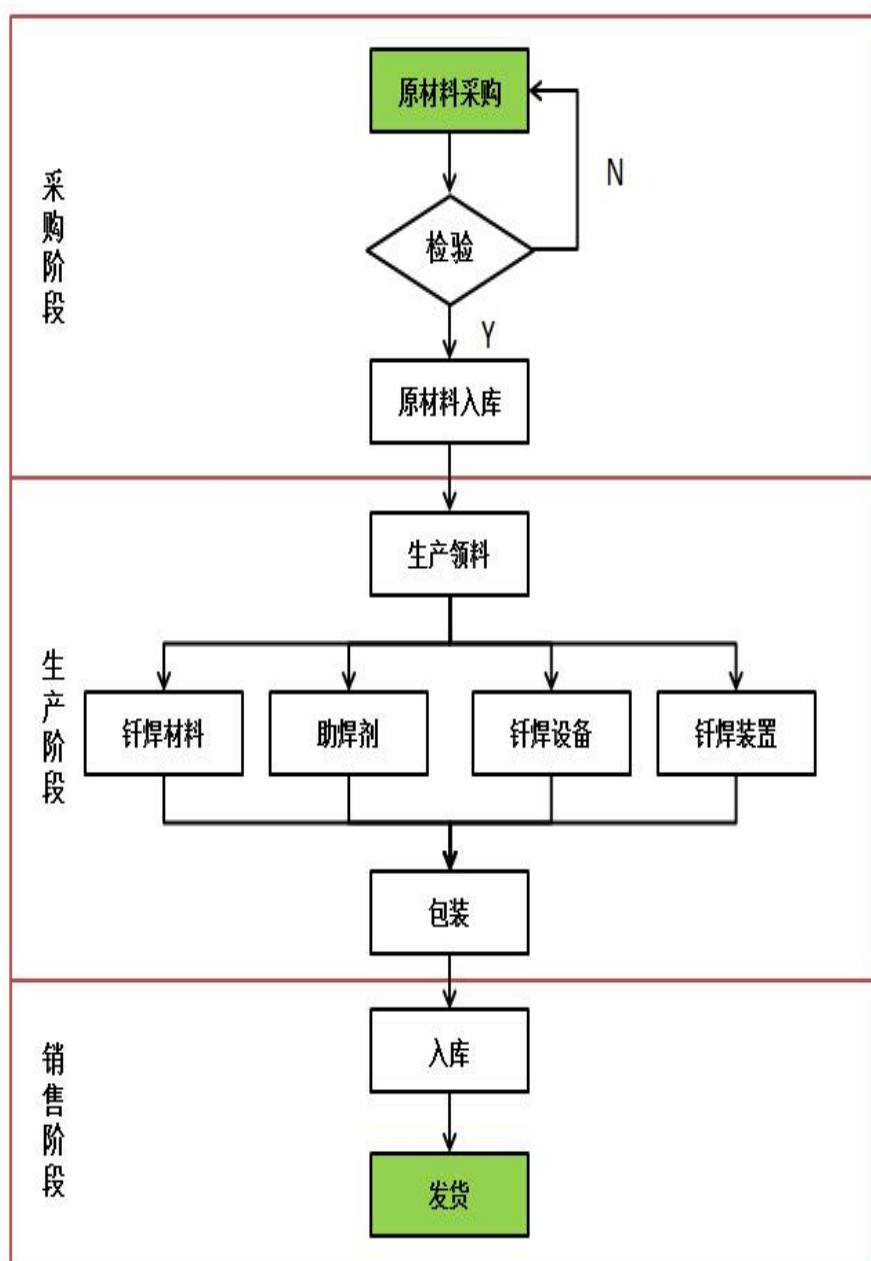 采购阶段
原材料采购
N
检验
Y
原材料入库
生产阶段
生产领料
钎焊材料
助焊剂
钎焊设备
钎焊装置
包装
销售阶段
入库
发货